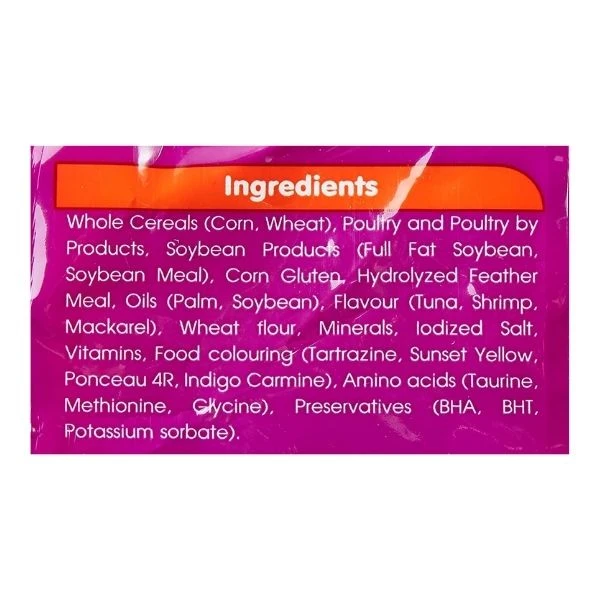 Ingredients
Whole Cereals (Corn, Wheat), Poultry and Poultry by
Products, Soybean Products (Full Fat Soybean,
Soybean Meal), Corn Gluten, Hydrolyzed Feather
Meal, Oils (Palm, Soybean), Flavour (Tuna, Shrimp,
Mackarel), Wheat flour, Minerals, Iodized Salt,
Vitamins, Food colouring (Tartrazine, Sunset Yellow,
Ponceau 4R, Indigo Carmine), Amino acids (Taurine,
Methionine, Glycine), Preservatives (BHA, BHT,
Potassium sorbate).